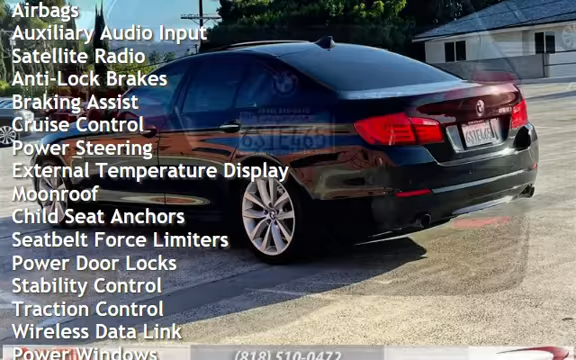 Airbags
Auxiliary Audio Input
Satellite Radio
Anti-Lock Brakes
Braking Assist
Cruise Control
Power Steering
External Temperature Display
Moonroof
Child Seat Anchors
Seatbelt Force Limiters
Power Door Locks
Stability Control
Traction Control
Wireless Data Link
Power Windows
6STE465
(818) 510-0472